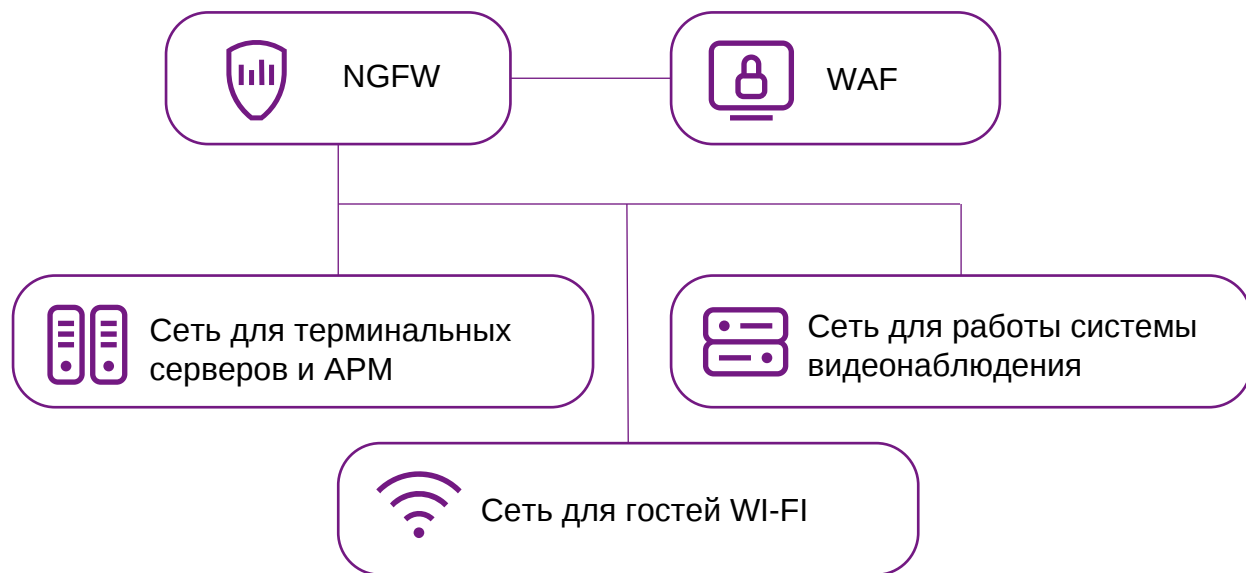 NGFW
WAF
Сеть для терминальных
серверов и АРМ
Сеть для работы системы
видеонаблюдения
Сеть для гостей WI-FI